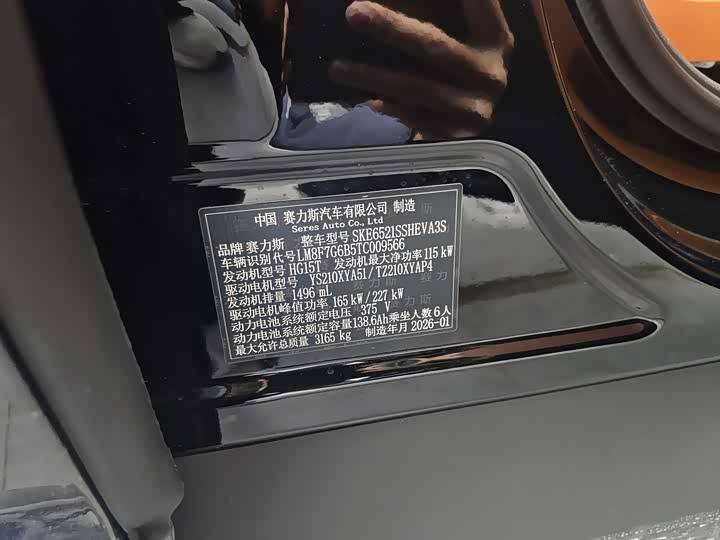 中国 赛力斯汽车有限公司 制造
Seres Auto Co., Ltd
品牌 赛力斯 整车型号 SKE6521SSHEVA3S
车辆识别代号 LM8F7G6B5TC009566
发动机型号 HG15T 发动机最大净功率 115 kW
驱动电机型号 YS210XYA51/TZ210XYAP4
发动机排量 1496 mL
驱动电机峰值功率 165 kW/227 kW
动力电池系统额定电压 375 V
动力电池系统额定容量 138.6Ah 乘坐人数 6人
最大允许总质量 3165 kg 制造年月 2026-01